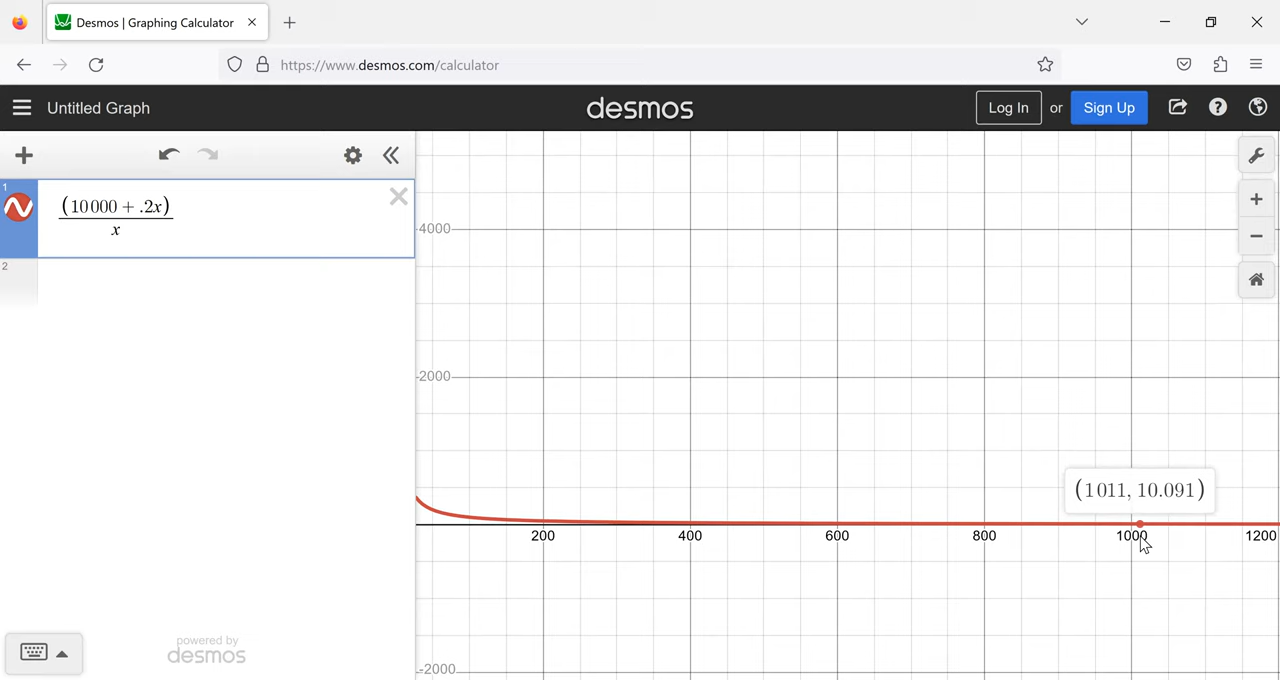 Desmos | Graphing Calculator
https://www.desmos.com/calculator
Untitled Graph
desmos
Log In or Sign Up
1
(10000 + .2x)
x
2
4000
2000
(1011, 10.091)
200 400 600 800 1000 1200
-2000
powered by
desmos